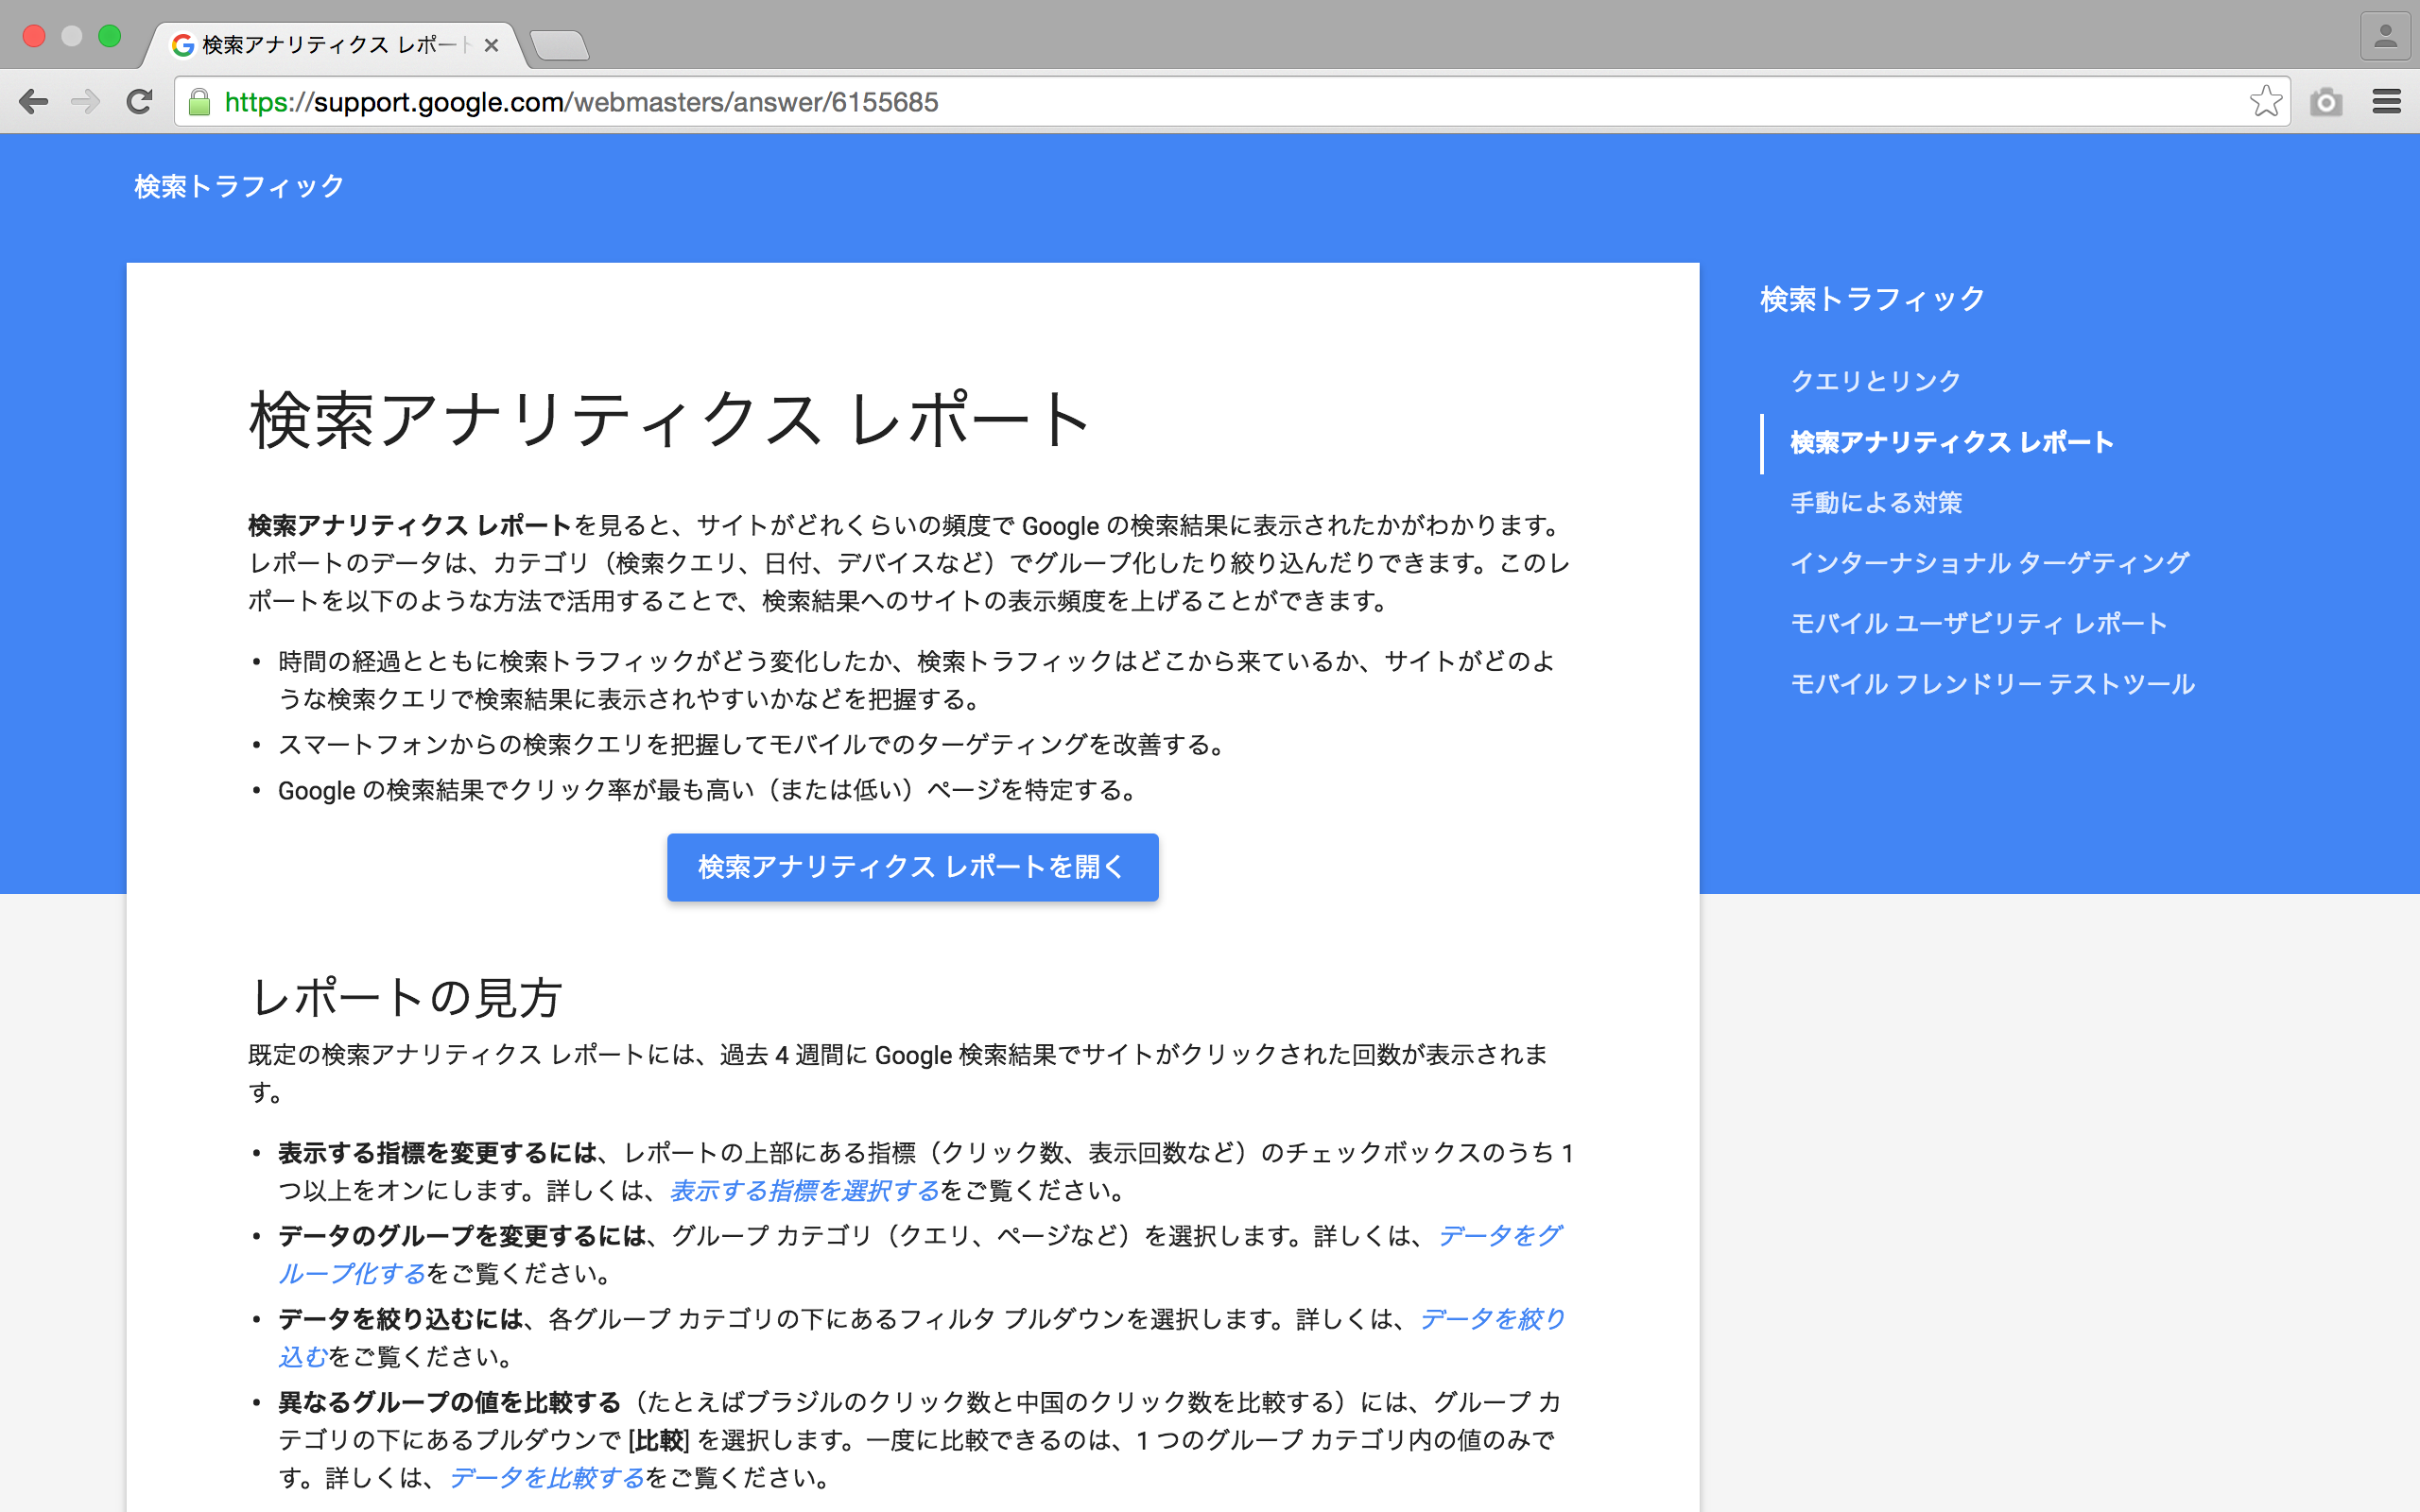 検索アナリティクス レポート
https://support.google.com/webmasters/answer/6155685
検索トラフィック
検索アナリティクス レポート
検索アナリティクス レポートを見ると、サイトがどれくらいの頻度で Google の検索結果に表示されたかがわかります。
レポートのデータは、カテゴリ（検索クエリ、日付、デバイスなど）でグループ化したり絞り込んだりできます。このレ
ポートを以下のような方法で活用することで、検索結果へのサイトの表示頻度を上げることができます。
• 時間の経過とともに検索トラフィックがどう変化したか、検索トラフィックはどこから来ているか、サイトがどのよ
うな検索クエリで検索結果に表示されやすいかなどを把握する。
• スマートフォンからの検索クエリを把握してモバイルでのターゲティングを改善する。
• Google の検索結果でクリック率が最も高い（または低い）ページを特定する。
検索アナリティクス レポートを開く
レポートの見方
既定の検索アナリティクス レポートには、過去 4 週間に Google 検索結果でサイトがクリックされた回数が表示されま
す。
• 表示する指標を変更するには、レポートの上部にある指標（クリック数、表示回数など）のチェックボックスのうち 1
つ以上をオンにします。詳しくは、表示する指標を選択するをご覧ください。
• データのグループを変更するには、グループ カテゴリ（クエリ、ページなど）を選択します。詳しくは、データをグ
ループ化するをご覧ください。
• データを絞り込むには、各グループ カテゴリの下にあるフィルタ プルダウンを選択します。詳しくは、データを絞り
込むをご覧ください。
• 異なるグループの値を比較する（たとえばブラジルのクリック数と中国のクリック数を比較する）には、グループ カ
テゴリの下にあるプルダウンで [比較] を選択します。一度に比較できるのは、1 つのグループ カテゴリ内の値のみで
す。詳しくは、データを比較するをご覧ください。
検索トラフィック
クエリとリンク
検索アナリティクス レポート
手動による対策
インターナショナル ターゲティング
モバイル ユーザビリティ レポート
モバイル フレンドリー テストツール